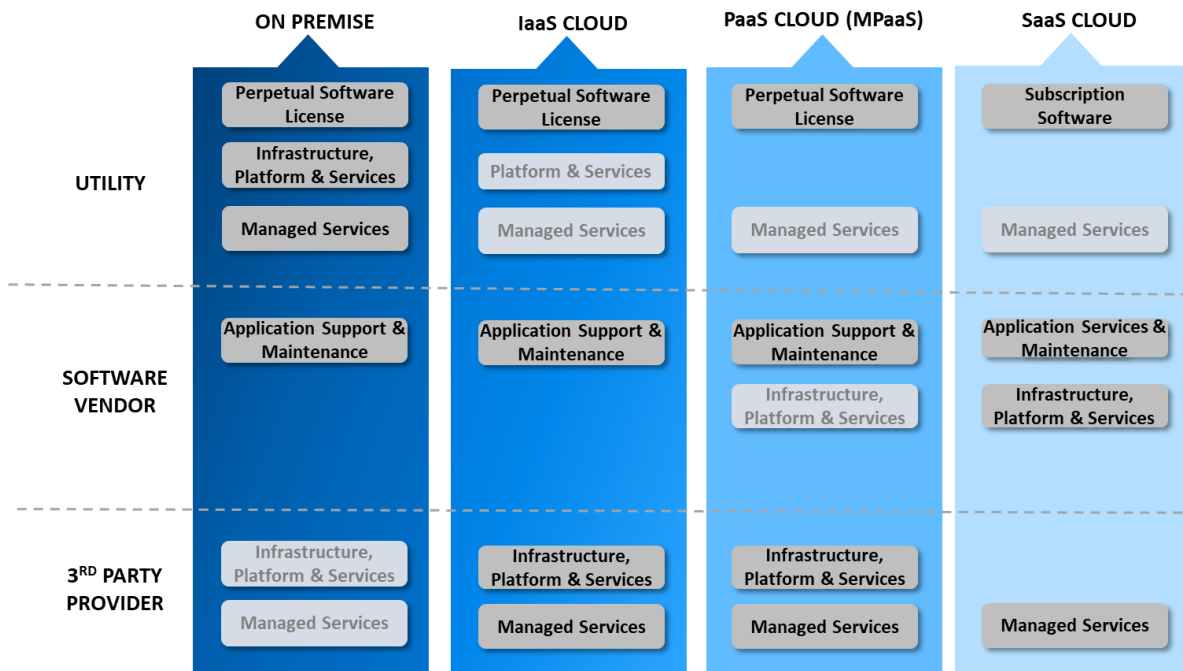 ON PREMISE
IaaS CLOUD
PaaS CLOUD (MPaaS)
SaaS CLOUD
UTILITY
Perpetual Software
License
Infrastructure,
Platform & Services
Managed Services
Perpetual Software
License
Platform & Services
Managed Services
Perpetual Software
License
Managed Services
Subscription
Software
Managed Services
SOFTWARE
VENDOR
Application Support &
Maintenance
Application Support &
Maintenance
Application Support &
Maintenance
Infrastructure,
Platform & Services
Application Services &
Maintenance
Infrastructure,
Platform & Services
3RD PARTY
PROVIDER
Infrastructure,
Platform & Services
Managed Services
Infrastructure,
Platform & Services
Managed Services
Infrastructure,
Platform & Services
Managed Services
Managed Services